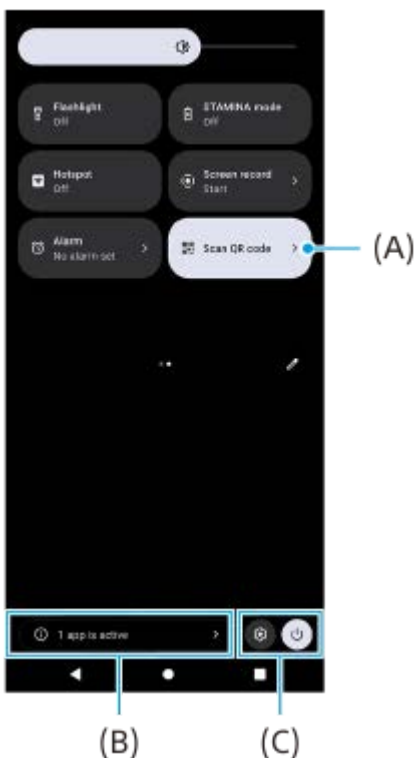 Flashlight
Off
STAMINA mode
Off
Hotspot
Off
Screen record
Start
Alarm
No alarm set
Scan QR code
(A)
1 app is active
(B)
(C)